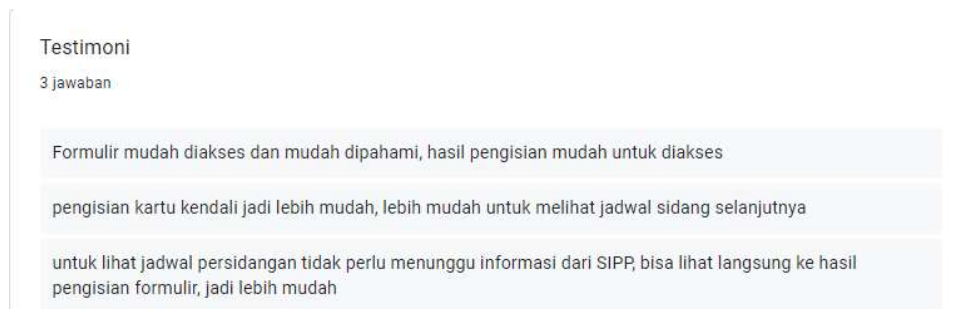 Testimoni
3 jawaban
Formulir mudah diakses dan mudah dipahami, hasil pengisian mudah untuk diakses
pengisian kartu kendali jadi lebih mudah, lebih mudah untuk melihat jadwal sidang selanjutnya
untuk lihat jadwal persidangan tidak perlu menunggu informasi dari SIPP, bisa lihat langsung ke hasil
pengisian formulir, jadi lebih mudah